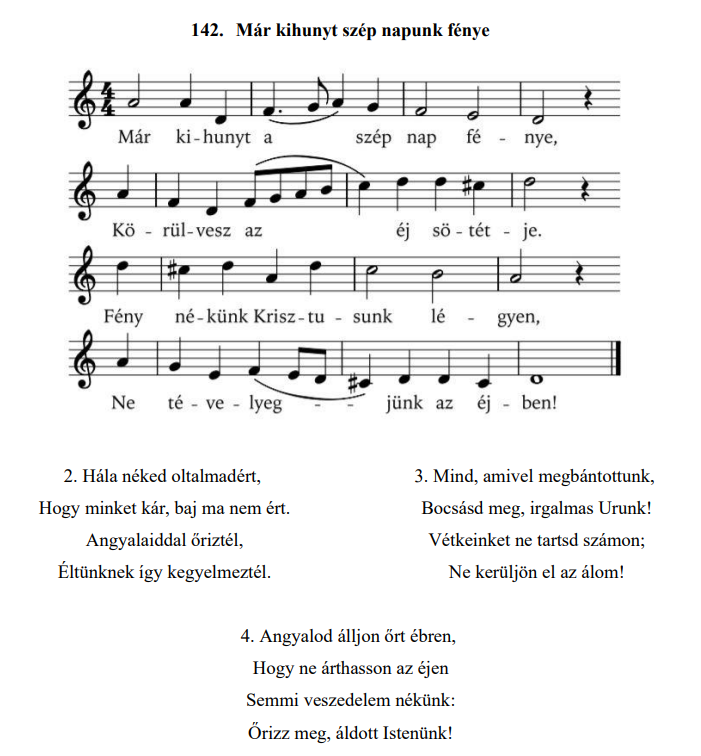 142. Már kihunyt szép napunk fénye
Már ki-hunyt a szép nap fé - nye,
Kö - rül-vesz az éj sö-tét - je.
Fény né-künk Krisz-tu - sunk lé - gyen,
Ne té - ve - lyeg - - jünk az éj - ben!
2. Hála néked oltalmadért,
Hogy minket kár, baj ma nem ért.
Angyalaiddal őriztél,
Éltünknek így kegyelmeztél.
3. Mind, amivel megbántottunk,
Bocsásd meg, irgalmas Urunk!
Vétkeinket ne tartsd számon;
Ne kerüljön el az álom!
4. Angyalod álljon őrt ébren,
Hogy ne árthasson az éjen
Semmi veszedelem nékünk:
Őrizz meg, áldott Istenünk!